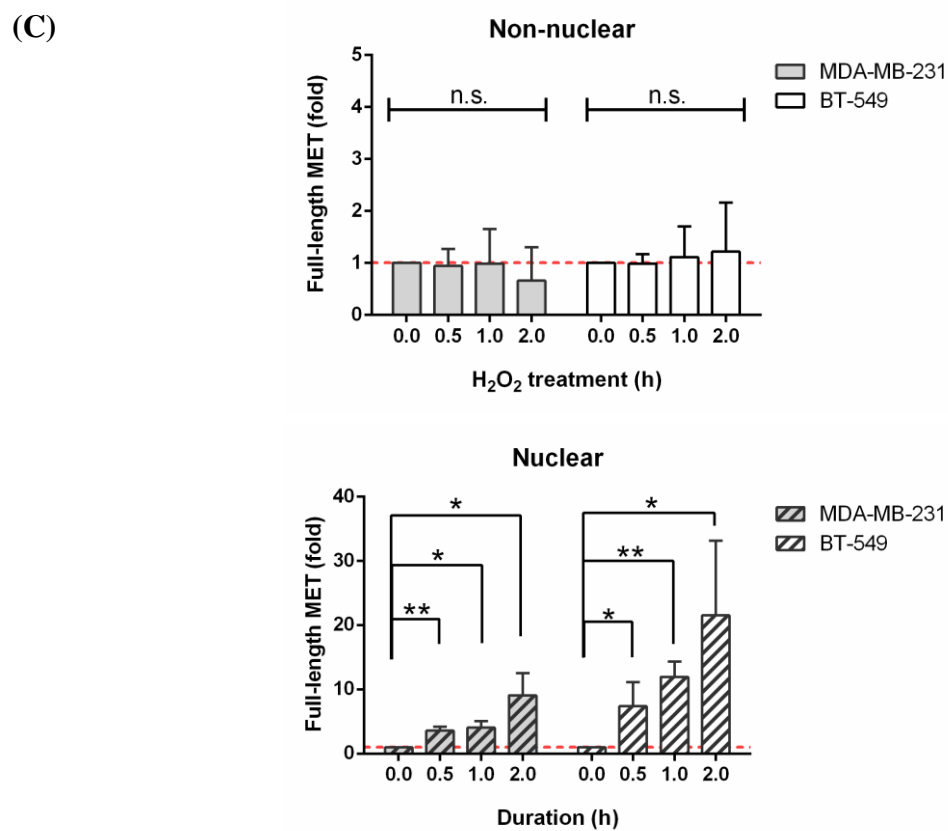 (C)
Non-nuclear
Full-length MET (fold)
5
4
3
2
1
0
n.s.
n.s.
MDA-MB-231
BT-549
0.0 0.5 1.0 2.0 0.0 0.5 1.0 2.0
H₂O₂ treatment (h)
Nuclear
Full-length MET (fold)
40
30
20
10
0
*
*
**
*
**
*
MDA-MB-231
BT-549
0.0 0.5 1.0 2.0 0.0 0.5 1.0 2.0
Duration (h)